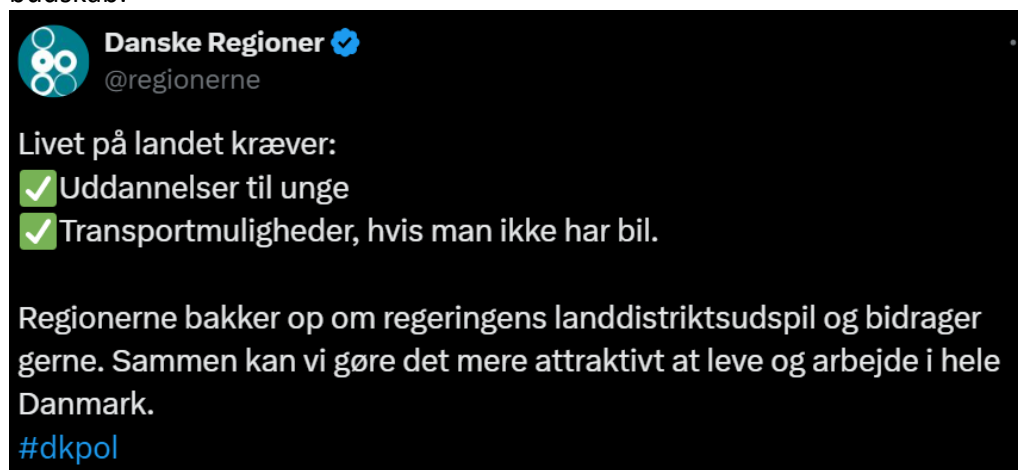 Danske Regioner
@regionerne
Livet på landet kræver:
✅Uddannelser til unge
✅Transportmuligheder, hvis man ikke har bil.
Regionerne bakker op om regeringens landdistriktsudspil og bidrager
gerne. Sammen kan vi gøre det mere attraktivt at leve og arbejde i hele
Danmark.
#dkpol